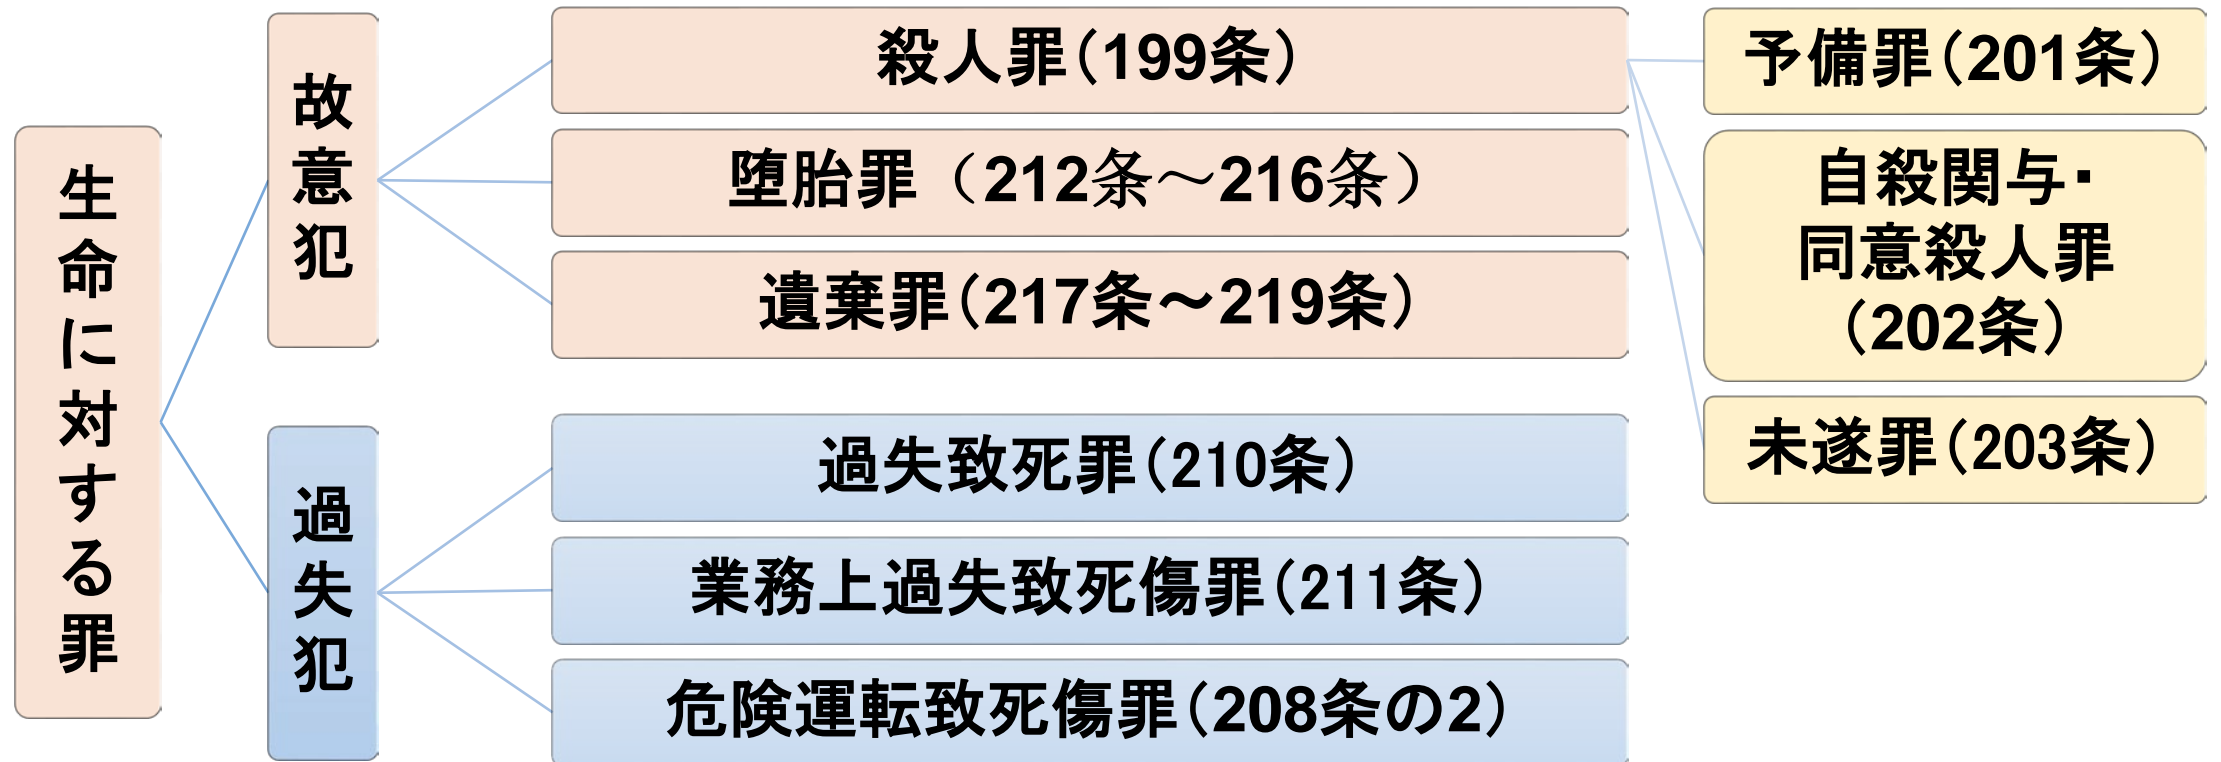 生命に対する罪
故意犯
殺人罪（199条）
堕胎罪（212条～216条）
遺棄罪（217条～219条）
予備罪（201条）
自殺関与・
同意殺人罪
（202条）
未遂罪（203条）
過失犯
過失致死罪（210条）
業務上過失致死傷罪（211条）
危険運転致死傷罪（208条の2）